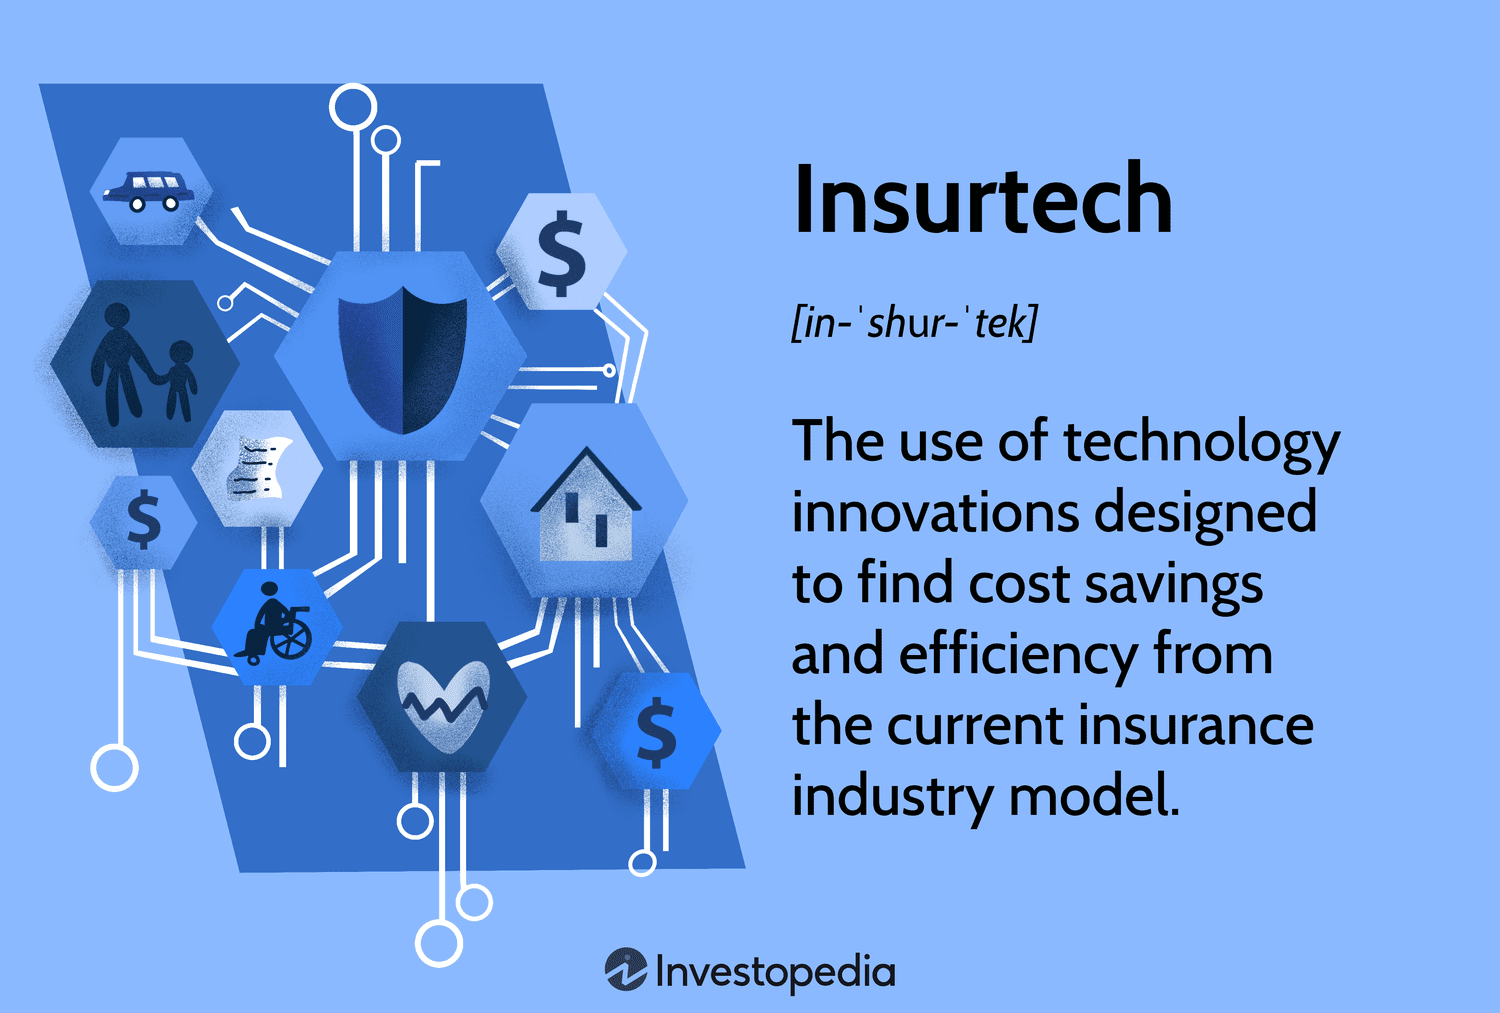 Insurtech
[in-ˈshur-ˈtek]
The use of technology
innovations designed
to find cost savings
and efficiency from
the current insurance
industry model.
$
$
$
Investopedia